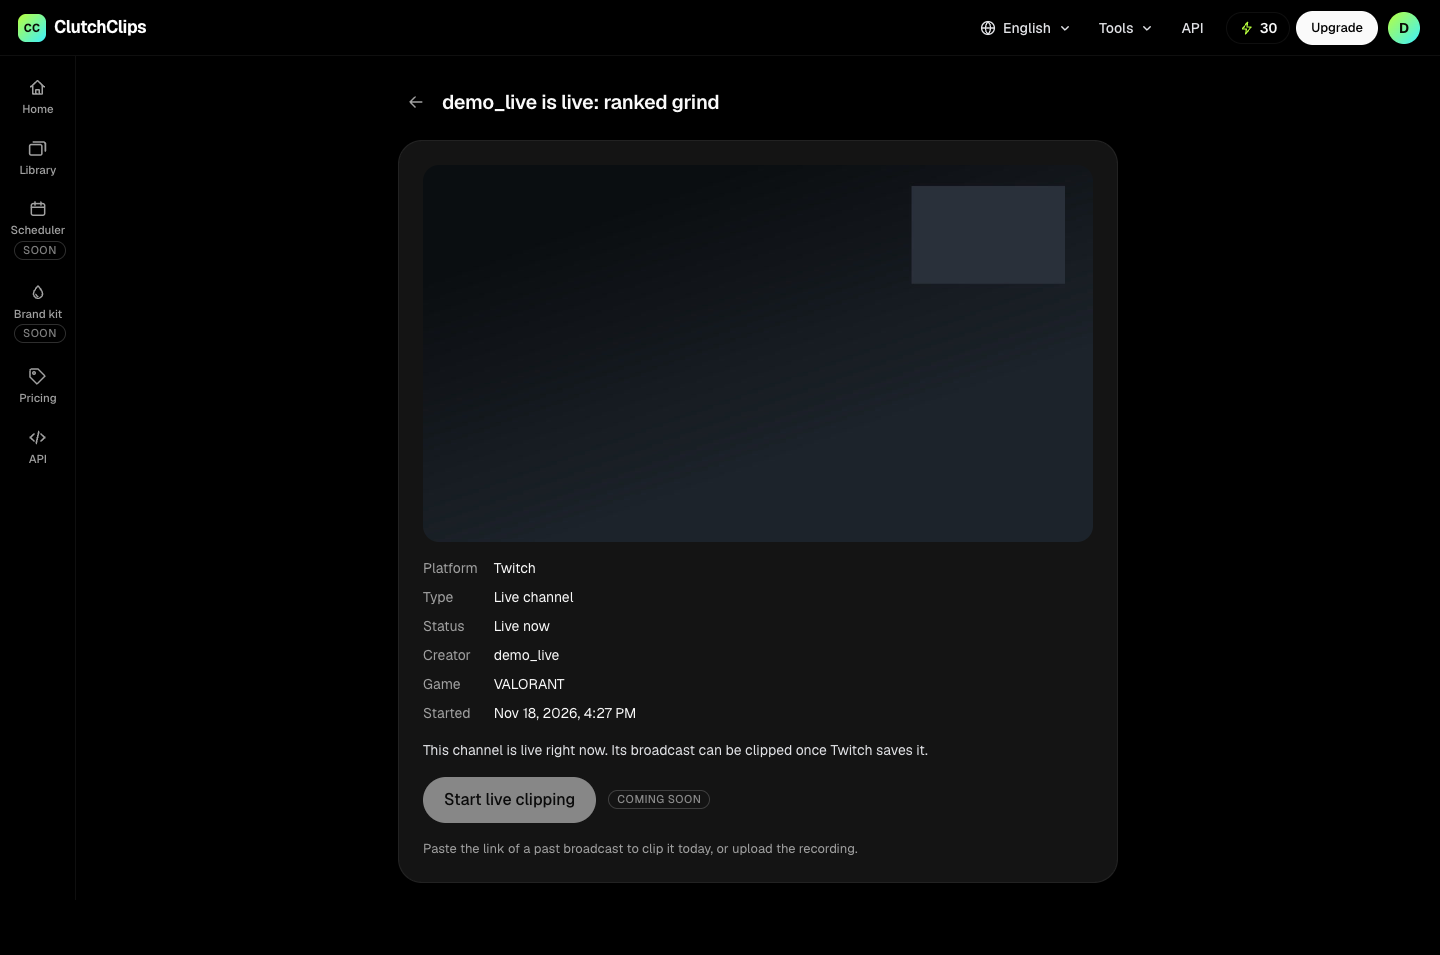 CC ClutchClips
English
Tools
API
30
Upgrade
D
Home
Library
Scheduler
SOON
Brand kit
SOON
Pricing
API
demo_live is live: ranked grind
Platform Twitch
Type Live channel
Status Live now
Creator demo_live
Game VALORANT
Started Nov 18, 2026, 4:27 PM
This channel is live right now. Its broadcast can be clipped once Twitch saves it.
Start live clipping
COMING SOON
Paste the link of a past broadcast to clip it today, or upload the recording.